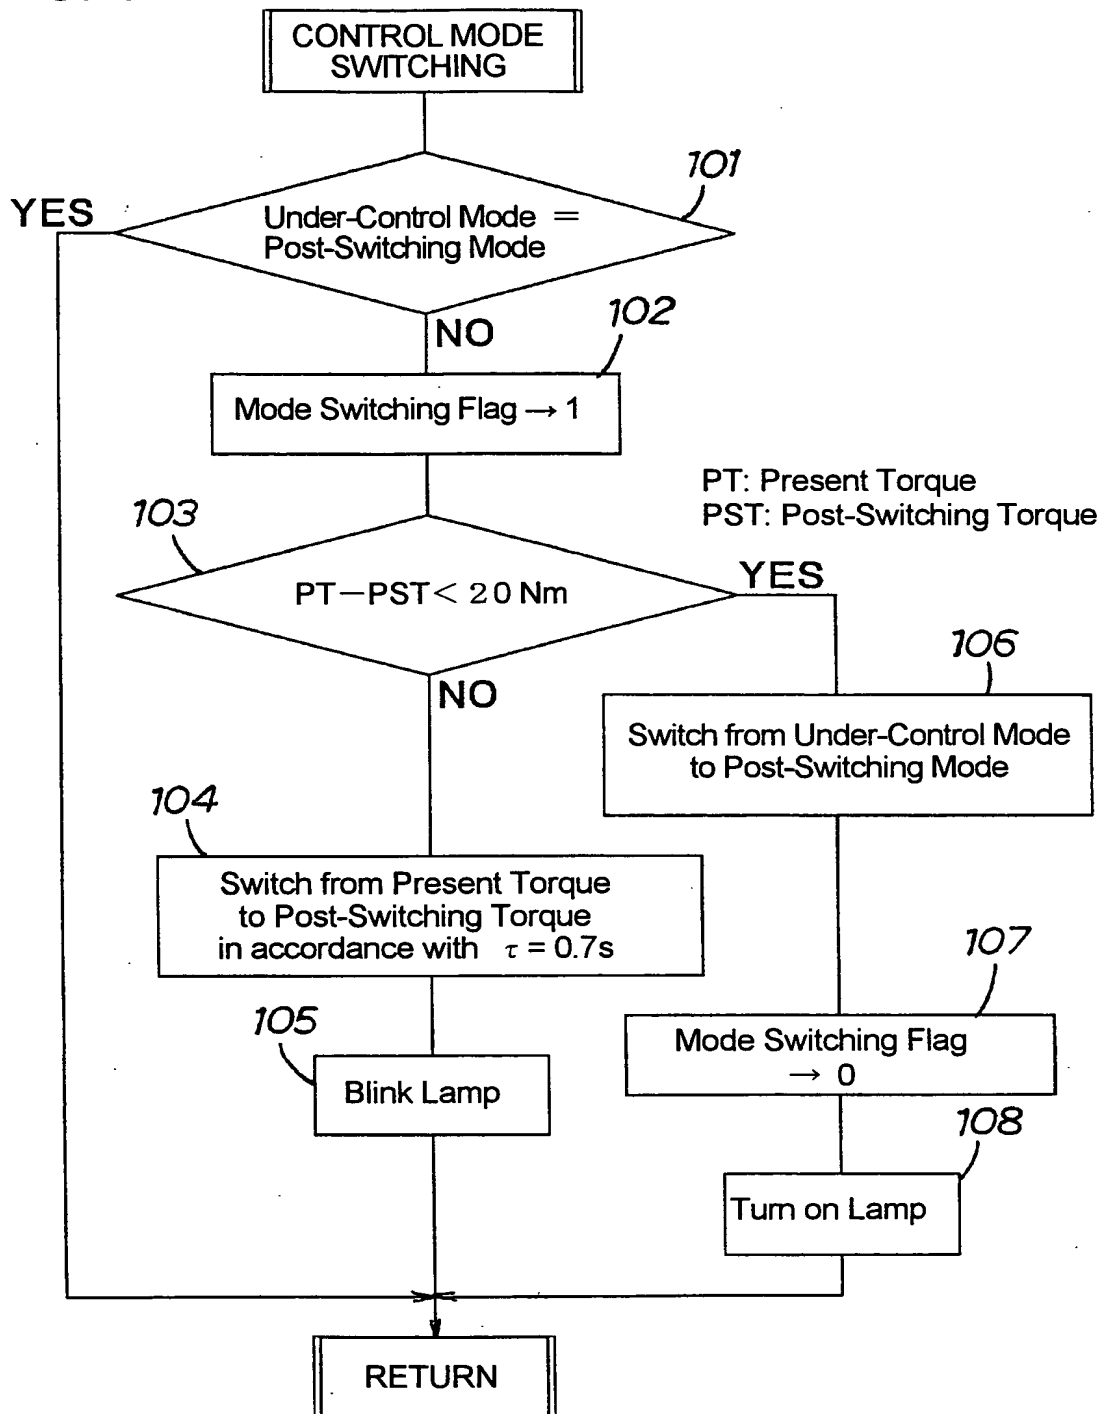 CONTROL MODE
SWITCHING
101
YES
Under-Control Mode =
Post-Switching Mode
NO
102
Mode Switching Flag → 1
PT: Present Torque
PST: Post-Switching Torque
103
PT−PST< 20 Nm
YES
NO
106
Switch from Under-Control Mode
to Post-Switching Mode
104
Switch from Present Torque
to Post-Switching Torque
in accordance with τ = 0.7s
107
Mode Switching Flag
→ 0
105
Blink Lamp
108
Turn on Lamp
RETURN